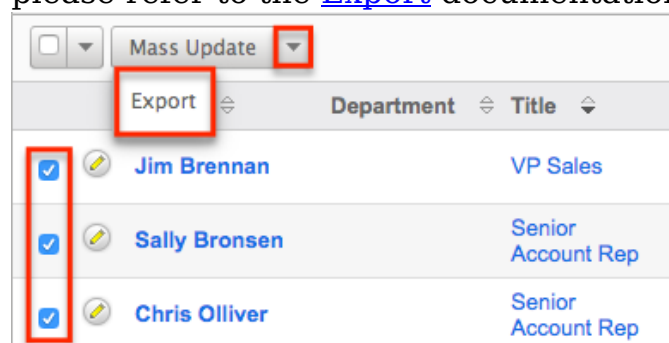 please refer to the Export documentation
Mass Update
Export
Department
Title
Jim Brennan
VP Sales
Sally Bronsen
Senior
Account Rep
Chris Olliver
Senior
Account Rep